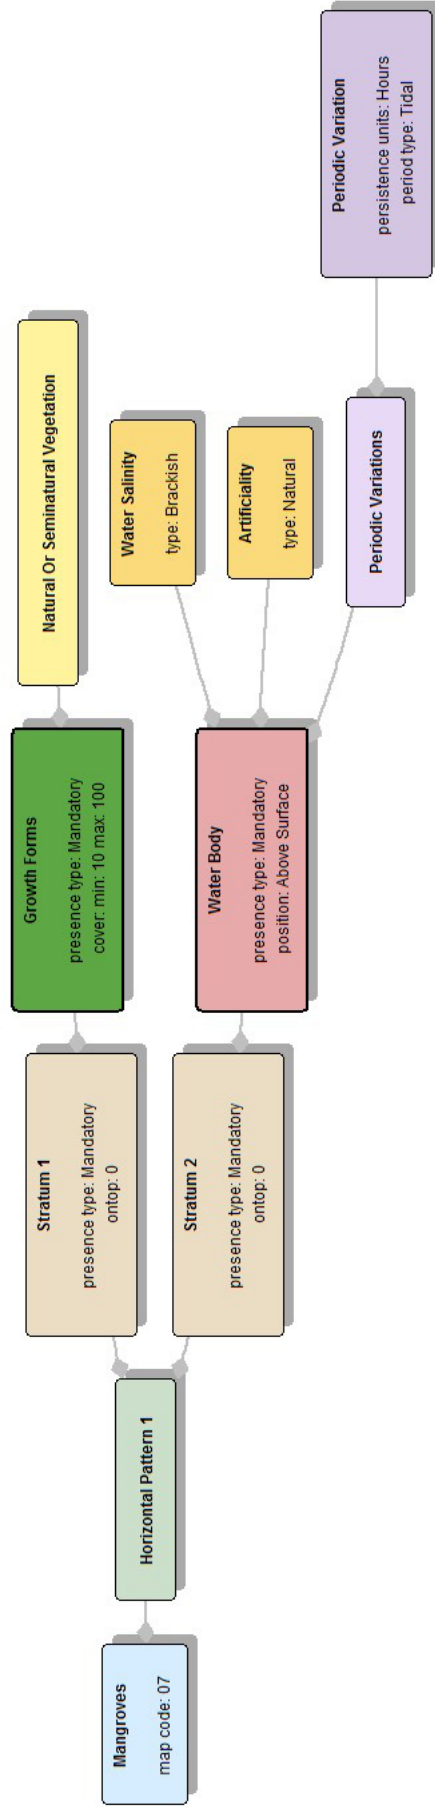 Mangroves
map code: 07
Horizontal Pattern 1
Stratum 1
presence type: Mandatory
ontop: 0
Stratum 2
presence type: Mandatory
ontop: 0
Growth Forms
presence type: Mandatory
cover: min: 10 max: 100
Water Body
presence type: Mandatory
position: Above Surface
Natural Or Seminatural Vegetation
Water Salinity
type: Brackish
Artificiality
type: Natural
Periodic Variations
Periodic Variation
persistence units: Hours
period type: Tidal